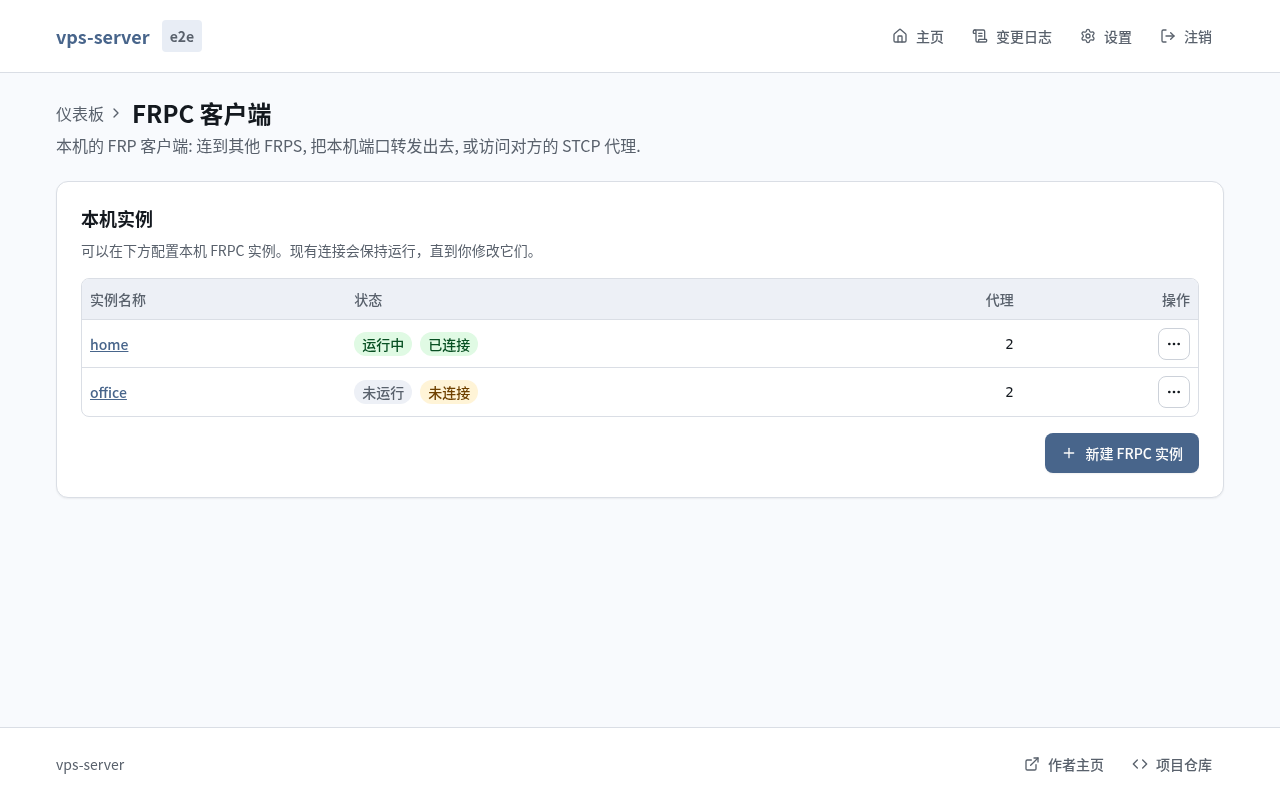 vps-server e2e 主页 变更日志 设置 注销
仪表板 FRPC 客户端
本机的 FRP 客户端: 连到其他 FRPS, 把本机端口转发出去, 或访问对方的 STCP 代理.
本机实例
可以在下方配置本机 FRPC 实例。现有连接会保持运行，直到你修改它们。
实例名称 状态 代理 操作
home 运行中 已连接 2
office 未运行 未连接 2
新建 FRPC 实例
vps-server 作者主页 项目仓库